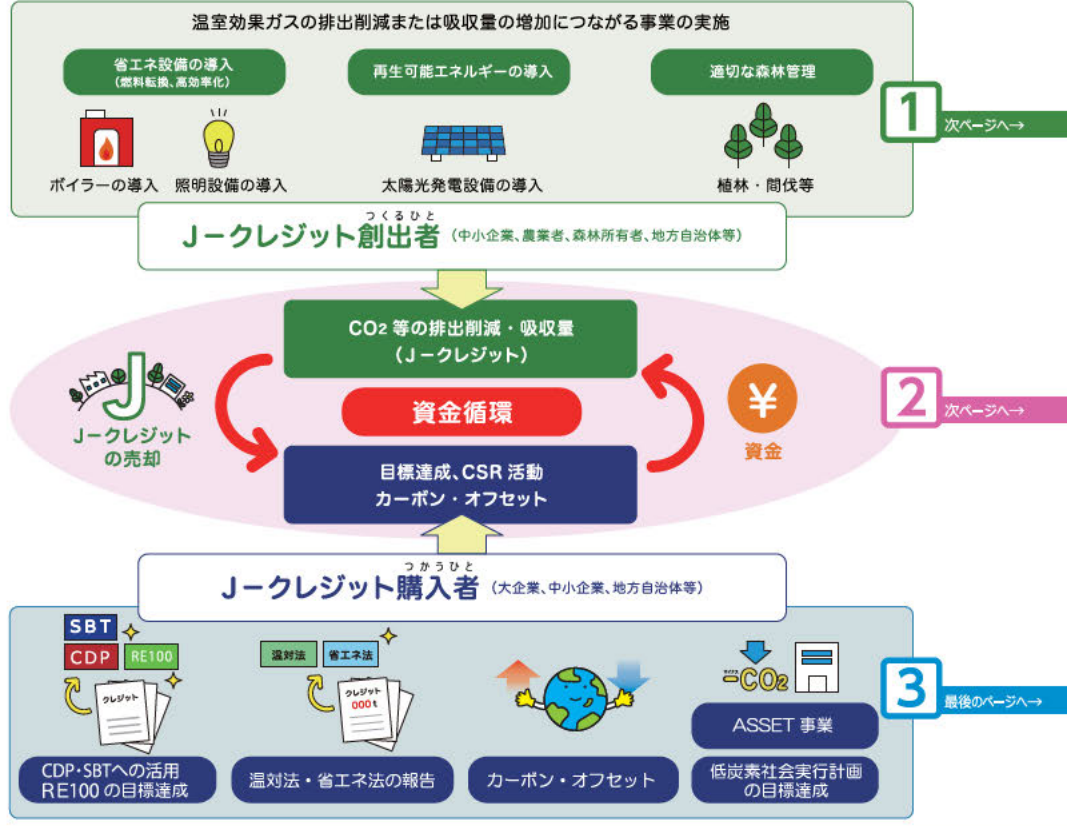 温室効果ガスの排出削減または吸収量の増加につながる事業の実施
省エネ設備の導入
(燃料転換、高効率化)
再生可能エネルギーの導入
適切な森林管理
ボイラーの導入
照明設備の導入
太陽光発電設備の導入
植林・間伐等
1
次ページへ→
つくるひと
J－クレジット創出者
(中小企業、農業者、森林所有者、地方自治体等)
CO2 等の排出削減・吸収量
(J－クレジット)
J
J－クレジット
の売却
資金循環
¥
資金
2
次ページへ→
目標達成、CSR 活動
カーボン・オフセット
つかうひと
J－クレジット購入者
(大企業、中小企業、地方自治体等)
SBT
CDP
RE100
クレジット
CDP・SBTへの活用
RE100 の目標達成
温対法
省エネ法
クレジット
000t
温対法・省エネ法の報告
カーボン・オフセット
マイナス
-CO2
ASSET 事業
低炭素社会実行計画
の目標達成
3
最後のページへ→